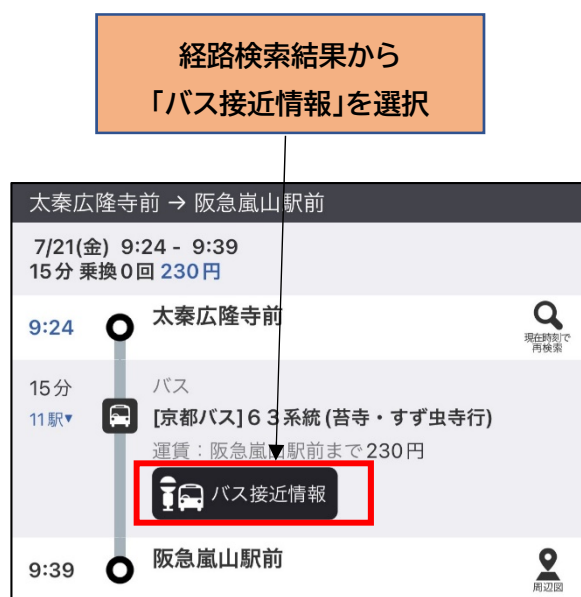 経路検索結果から
「バス接近情報」を選択
太秦広隆寺前 → 阪急嵐山駅前
7/21(金) 9:24 - 9:39
15分 乗換0回 230円
9:24 太秦広隆寺前
現在時刻で
再検索
15分 バス
11駅▼ [京都バス]63系統(苔寺・すず虫寺行)
運賃：阪急嵐山駅前まで230円
バス接近情報
9:39 阪急嵐山駅前
周辺図